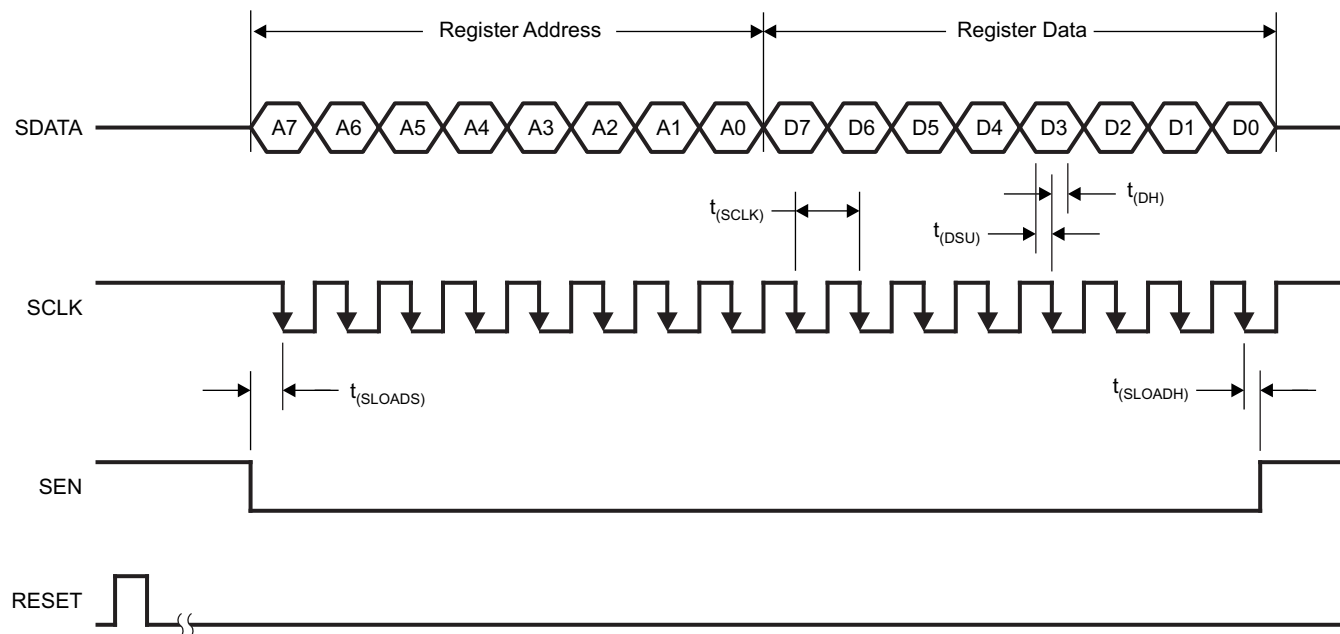 Register Address
Register Data
SDATA
A7 A6 A5 A4 A3 A2 A1 A0 D7 D6 D5 D4 D3 D2 D1 D0
t(SCLK)
t(DH)
t(DSU)
SCLK
t(SLOADS)
t(SLOADH)
SEN
RESET